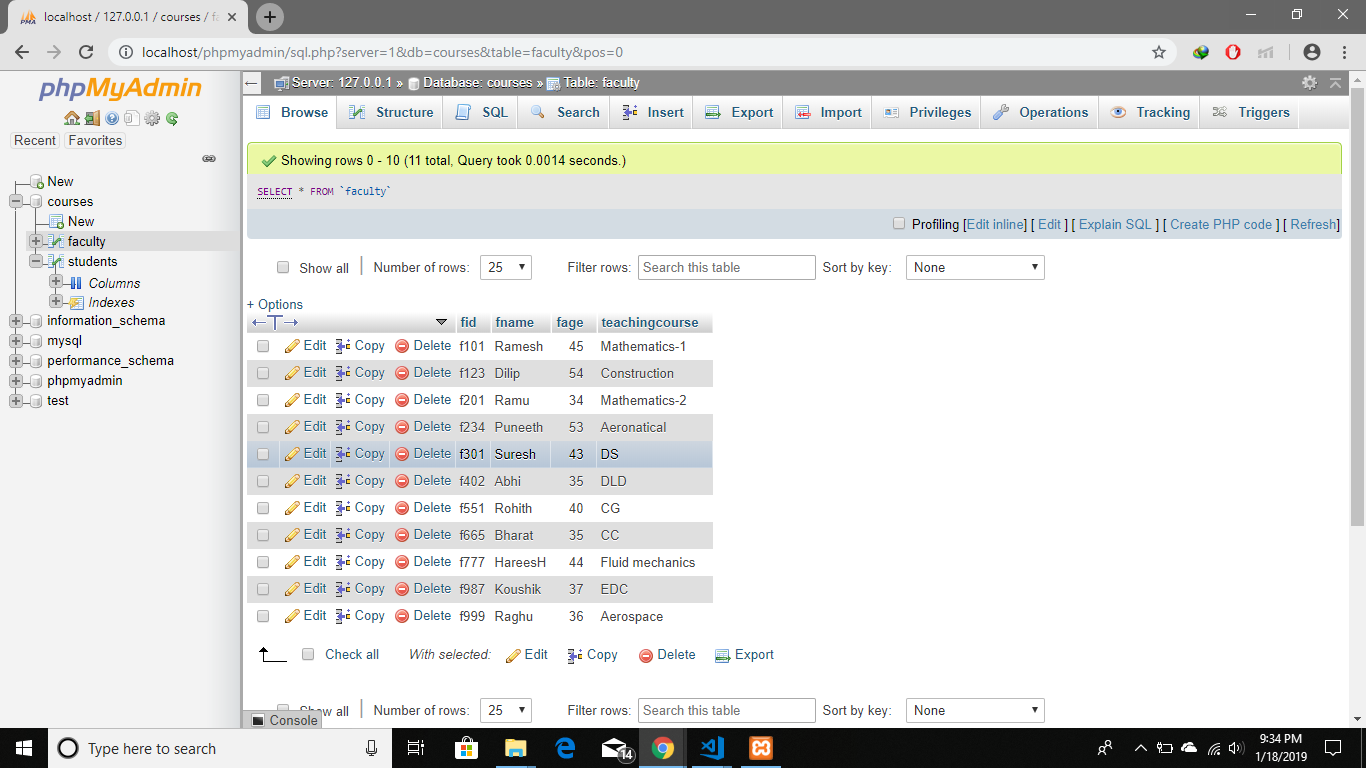 localhost / 127.0.0.1 / courses / fa
localhost/phpmyadmin/sql.php?server=1&db=courses&table=faculty&pos=0
phpMyAdmin
Recent Favorites
New
courses
New
faculty
students
Columns
Indexes
information_schema
mysql
performance_schema
phpmyadmin
test
Server: 127.0.0.1 » Database: courses » Table: faculty
Browse Structure SQL Search Insert Export Import Privileges Operations Tracking Triggers
Showing rows 0 - 10 (11 total, Query took 0.0014 seconds.)
SELECT * FROM `faculty`
Profiling [Edit inline] [ Edit ] [ Explain SQL ] [ Create PHP code ] [ Refresh]
Show all Number of rows: 25 Filter rows: Search this table Sort by key: None
+ Options
fid fname fage teachingcourse
Edit Copy Delete f101 Ramesh 45 Mathematics-1
Edit Copy Delete f123 Dilip 54 Construction
Edit Copy Delete f201 Ramu 34 Mathematics-2
Edit Copy Delete f234 Puneeth 53 Aeronatical
Edit Copy Delete f301 Suresh 43 DS
Edit Copy Delete f402 Abhi 35 DLD
Edit Copy Delete f551 Rohith 40 CG
Edit Copy Delete f665 Bharat 35 CC
Edit Copy Delete f777 HareesH 44 Fluid mechanics
Edit Copy Delete f987 Koushik 37 EDC
Edit Copy Delete f999 Raghu 36 Aerospace
Check all With selected: Edit Copy Delete Export
Show all Number of rows: 25 Filter rows: Search this table Sort by key: None
Console
Type here to search
14
9:34 PM
1/18/2019